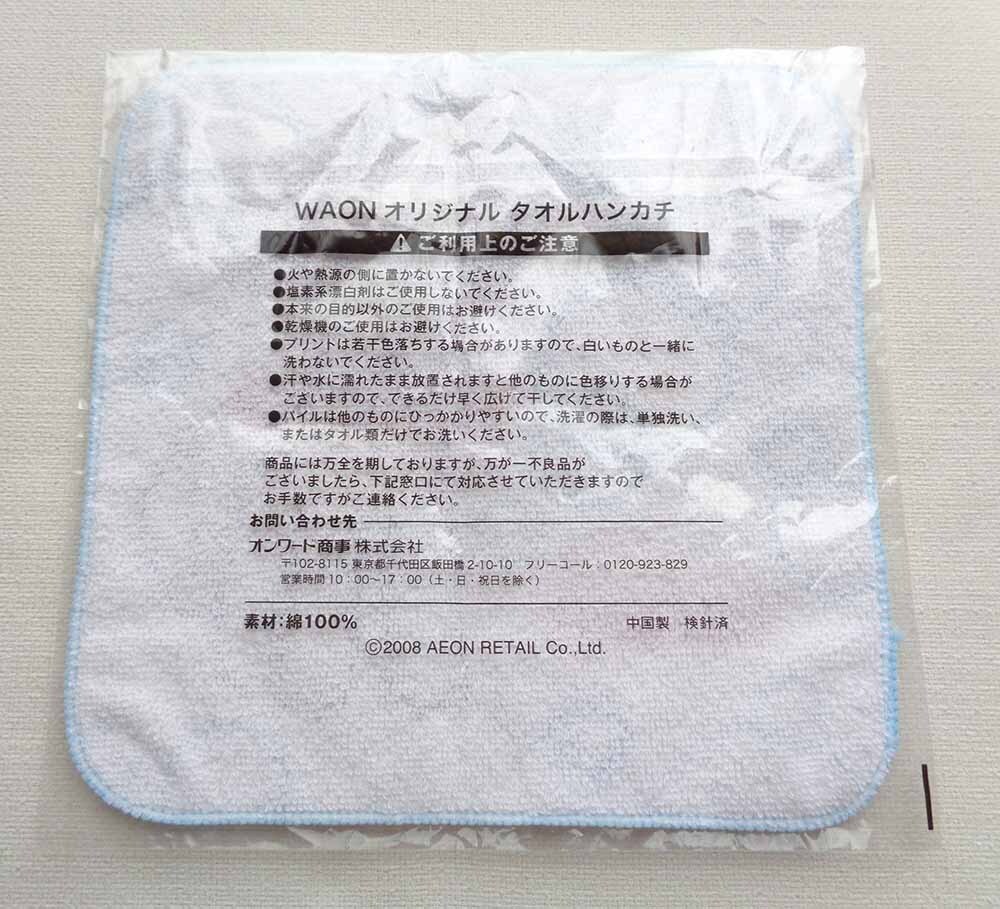 WAON オリジナル タオルハンカチ
⚠ご利用上のご注意
●火や熱源の側に置かないでください。
●塩素系漂白剤はご使用しないでください。
●本来の目的以外のご使用はお避けください。
●乾燥機のご使用はお避けください。
●プリントは若干色落ちする場合がありますので、白いものと一緒に
洗わないでください。
●汗や水に濡れたまま放置されますと他のものに色移りする場合が
ございますので、できるだけ早く広げて干してください。
●パイルは他のものにひっかかりやすいので、洗濯の際は、単独洗い、
またはタオル類だけでお洗いください。
商品には万全を期しておりますが、万が一不良品が
ございましたら、下記窓口にて対応させていただきますので
お手数ですがご連絡ください。
お問い合わせ先
オンワード商事株式会社
〒102-8115 東京都千代田区飯田橋2-10-10 フリーコール：0120-923-829
営業時間10：00〜17：00（土・日・祝日を除く）
素材：綿100% 中国製 検針済
©2008 AEON RETAIL Co.,Ltd.